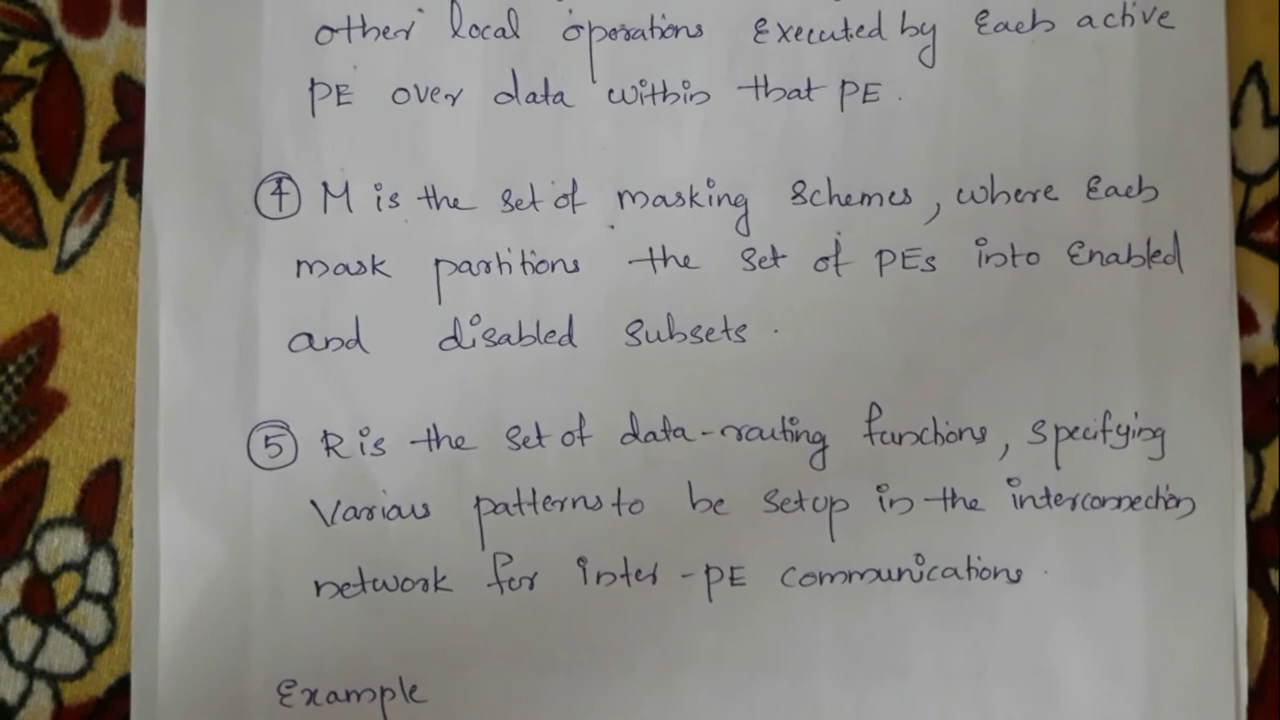 other local operations executed by Each active
PE over data within that PE.
④ M is the set of masking schemes, where Each
mask partitions the set of PEs into Enabled
and disabled subsets.
⑤ R is the set of data-routing functions, specifying
various patterns to be setup in the interconnection
network for inter-PE communications.
Example